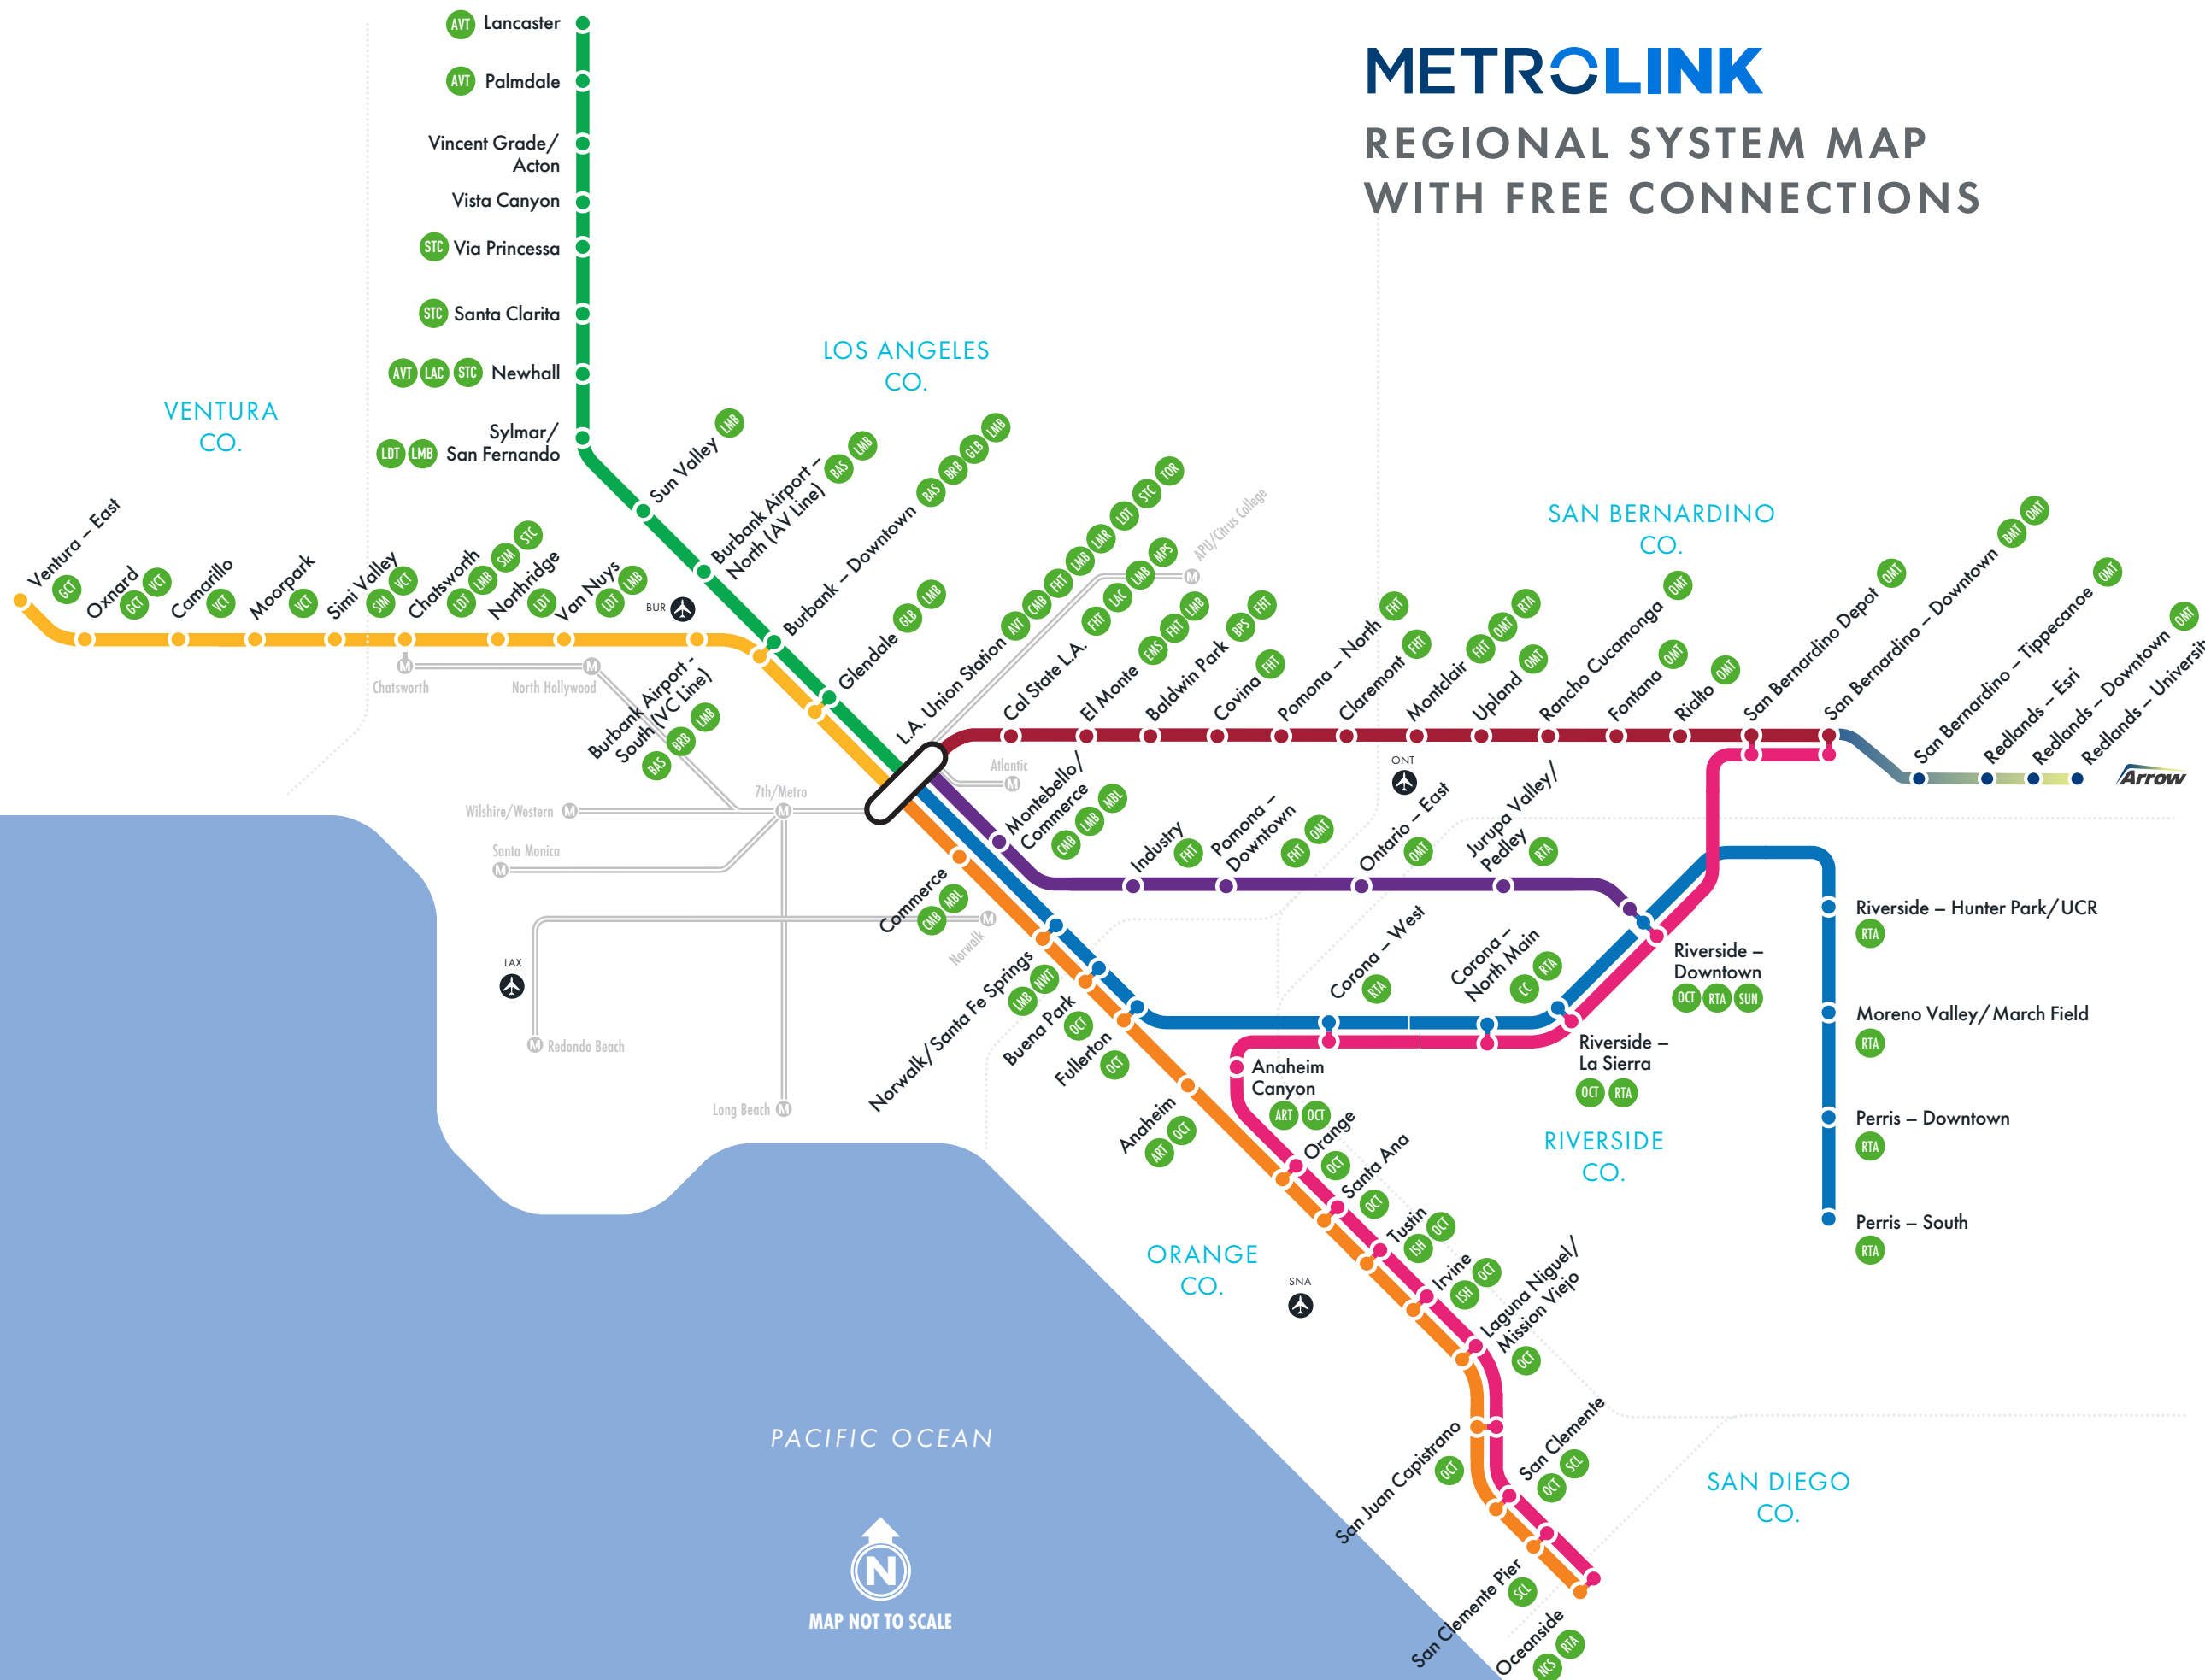 METROLINK
REGIONAL SYSTEM MAP
WITH FREE CONNECTIONS
AVT Lancaster
AVT Palmdale
Vincent Grade/
Acton
Vista Canyon
STC Via Princessa
STC Santa Clarita
AVT LAC STC Newhall
Sylmar/
LDT LMB San Fernando
VENTURA
CO.
LOS ANGELES
CO.
SAN BERNARDINO
CO.
Sun Valley LMB
Burbank Airport –
North (AV Line) BAS LMB
Burbank – Downtown BAS BRB GLB LMB
Glendale GLB LMB
Ventura – East
GCT
Oxnard
GCT VCT
Camarillo
VCT
Moorpark
VCT
Simi Valley
SIM VCT
Chatsworth
LDT LMB SIM STC
Northridge
LDT
Van Nuys
LDT LMB
BUR
Burbank Airport -
South (VC Line)
BAS BRB LMB
M
Chatsworth
M
North Hollywood
L.A. Union Station AVT CMB FHT LMB LMR LDT STC TOR
APU/Citrus College
M
Cal State L.A. FHT LAC LMB MPS
El Monte EMS FHT LMB
Baldwin Park BPS FHT
Covina FHT
Pomona – North FHT
Claremont FHT
Montclair FHT OMT RTA
Upland OMT
Rancho Cucamonga OMT
Fontana OMT
Rialto OMT
San Bernardino Depot OMT
San Bernardino – Downtown BMT OMT
San Bernardino – Tippecanoe OMT
Redlands – Esri
Redlands – Downtown OMT
Redlands – Universit
Arrow
Atlantic
M
7th/Metro
M
Wilshire/Western M
Santa Monica
M
M
Norwalk
LAX
M Redondo Beach
Long Beach M
ONT
Montebello/
Commerce
CMB LMB MBL
Industry
FHT
Pomona –
Downtown
FHT OMT
Ontario – East
OMT
Jurupa Valley/
Pedley
RTA
Commerce
CMB MBL
Norwalk/Santa Fe Springs
LMB NWT
Buena Park
OCT
Fullerton
OCT
Anaheim
ART OCT
Corona – West
RTA
Corona –
North Main
CC RTA
Riverside –
Downtown
OCT RTA SUN
Riverside –
La Sierra
OCT RTA
Riverside – Hunter Park/UCR
RTA
Moreno Valley/March Field
RTA
Perris – Downtown
RTA
Perris – South
RTA
RIVERSIDE
CO.
Anaheim
Canyon
ART OCT
Orange
OCT
Santa Ana
OCT
Tustin
ISH OCT
Irvine
ISH OCT
Laguna Niguel/
Mission Viejo
OCT
ORANGE
CO.
SNA
San Juan Capistrano
OCT
San Clemente
OCT SCL
San Clemente Pier
SCL
Oceanside
NCS RTA
SAN DIEGO
CO.
PACIFIC OCEAN
N
MAP NOT TO SCALE